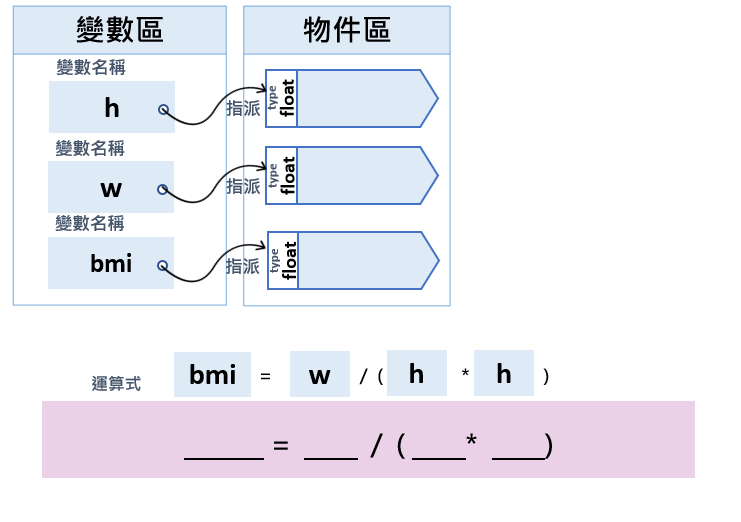 變數區
物件區
變數名稱
h
指派
type
float
變數名稱
w
指派
type
float
變數名稱
bmi
指派
type
float
運算式 bmi = w / ( h * h )
_____ = ____ / ( ____* ____)